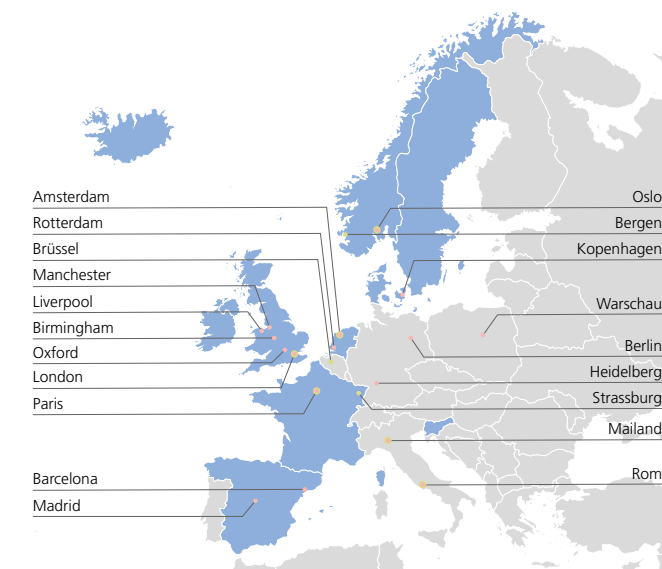 Amsterdam
Rotterdam
Brüssel
Manchester
Liverpool
Birmingham
Oxford
London
Paris
Barcelona
Madrid
Oslo
Bergen
Kopenhagen
Warschau
Berlin
Heidelberg
Strassburg
Mailand
Rom